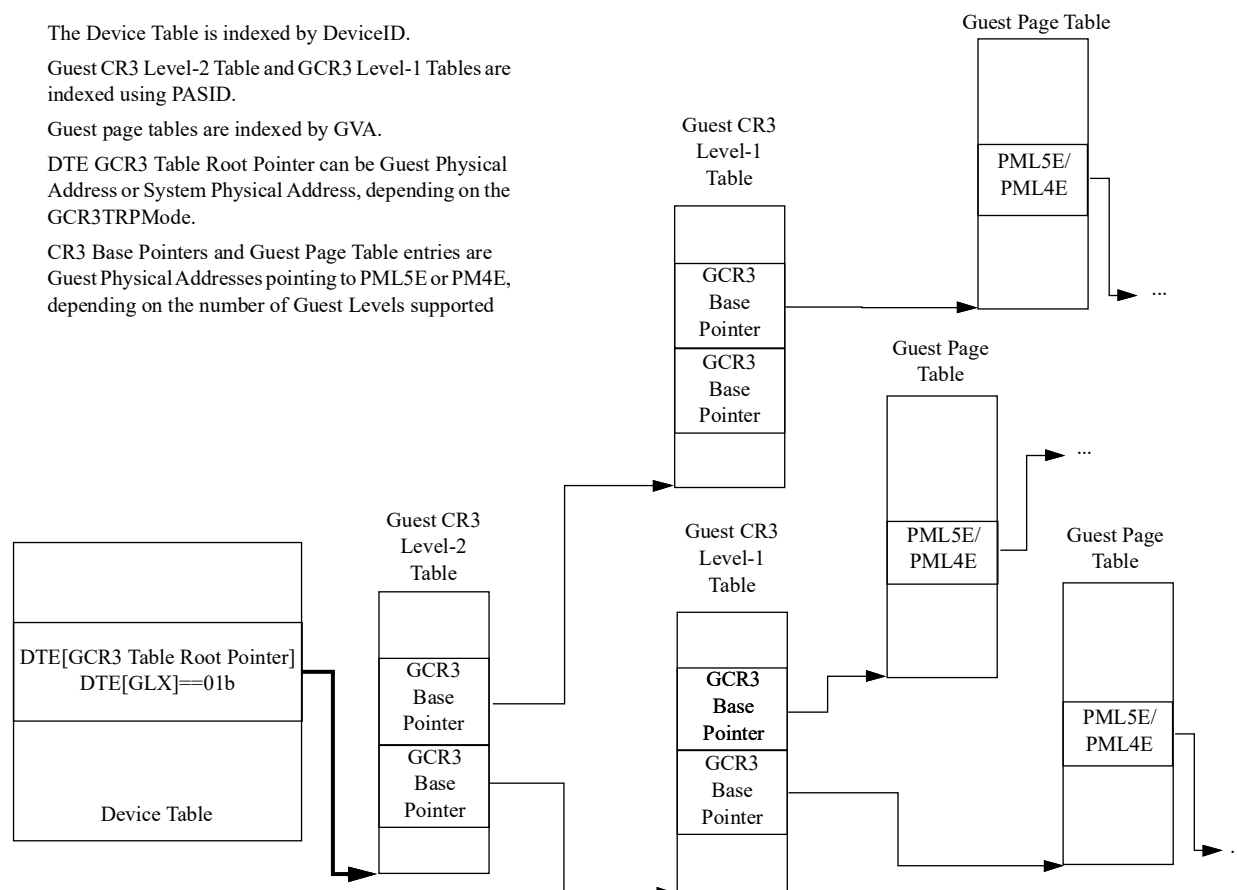 The Device Table is indexed by DeviceID.
Guest CR3 Level-2 Table and GCR3 Level-1 Tables are
indexed using PASID.
Guest page tables are indexed by GVA.
DTE GCR3 Table Root Pointer can be Guest Physical
Address or System Physical Address, depending on the
GCR3TRPMode.
CR3 Base Pointers and Guest Page Table entries are
Guest Physical Addresses pointing to PML5E or PM4E,
depending on the number of Guest Levels supported
Guest Page Table
PML5E/
PML4E
...
Guest CR3
Level-1
Table
GCR3
Base
Pointer
GCR3
Base
Pointer
Guest Page
Table
PML5E/
PML4E
...
Guest Page
Table
PML5E/
PML4E
.
Guest CR3
Level-1
Table
GCR3
Base
Pointer
GCR3
Base
Pointer
Guest CR3
Level-2
Table
GCR3
Base
Pointer
GCR3
Base
Pointer
DTE[GCR3 Table Root Pointer]
DTE[GLX]==01b
Device Table